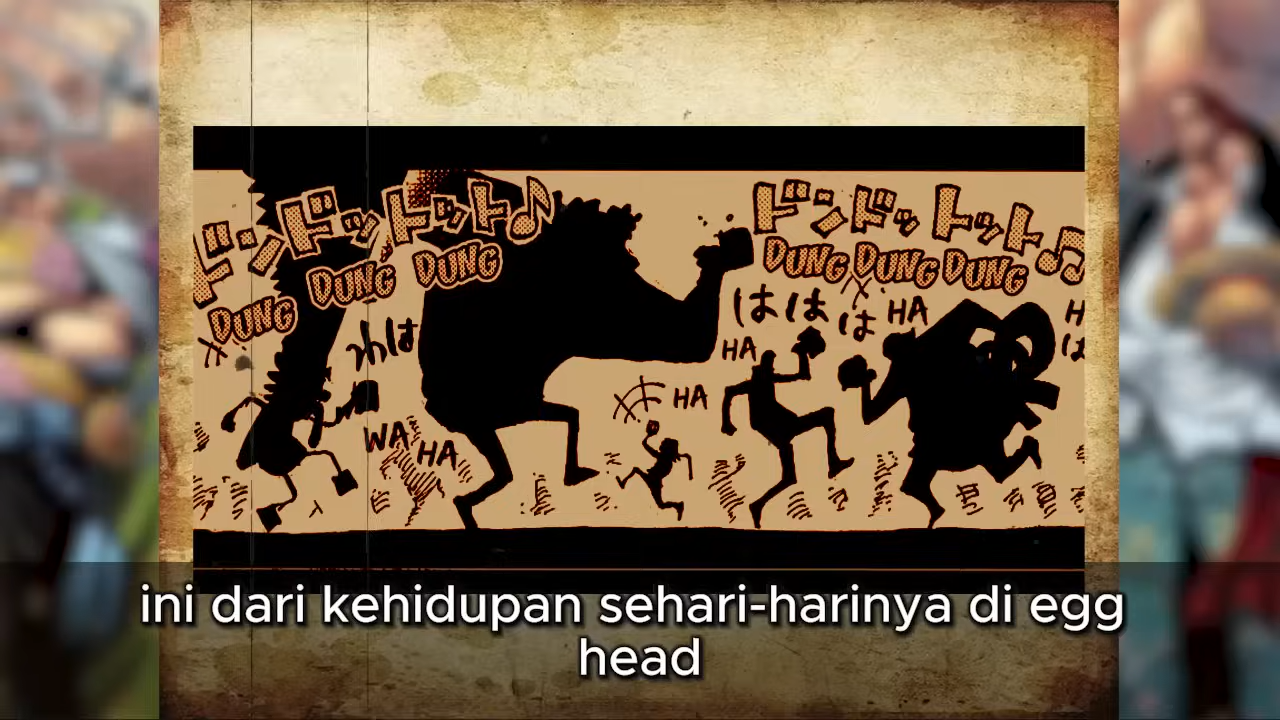 ドンドットット♪
DUNG DUNG DUNG
わは
WA HA
HA
ドンドットット♫
DUNG DUNG DUNG
はは は HA
HA
H
は
ini dari kehidupan sehari-harinya di egg
head